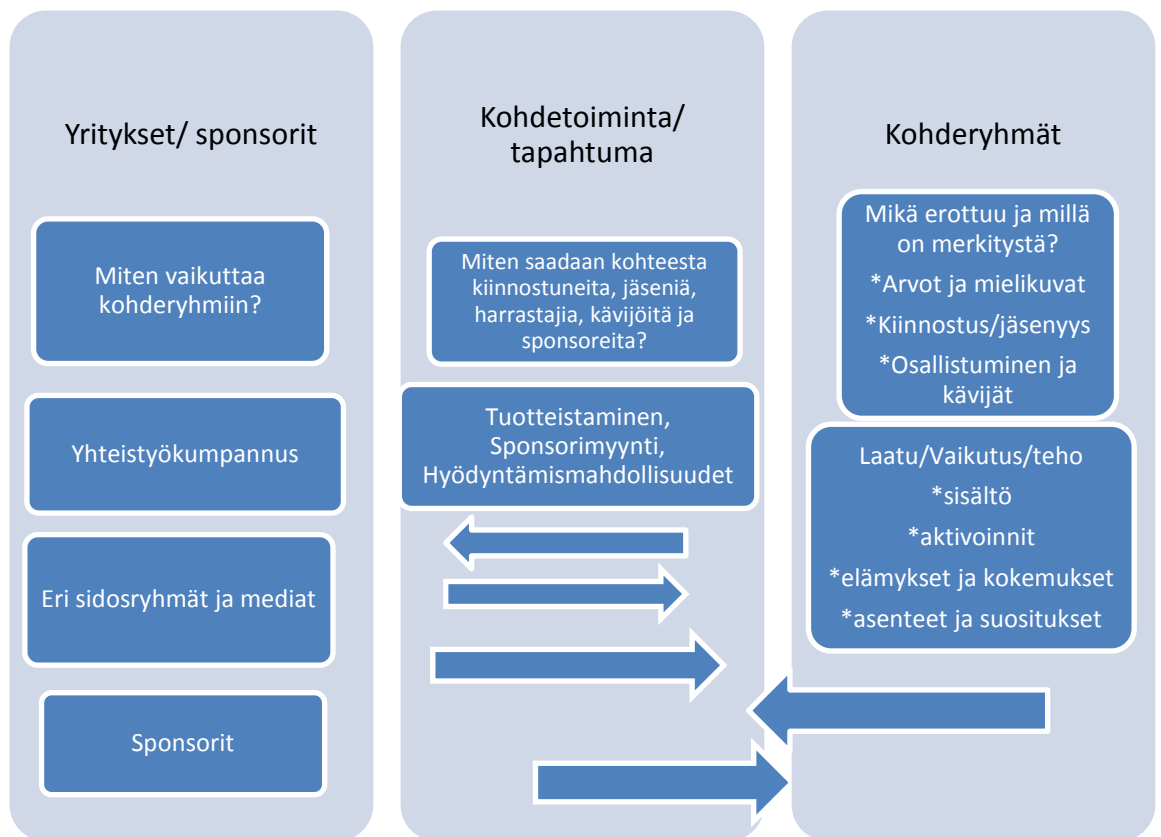 Yritykset/ sponsorit
Miten vaikuttaa
kohderyhmiin?
Yhteistyökumpannus
Eri sidosryhmät ja mediat
Sponsorit
Kohdetoiminta/
tapahtuma
Miten saadaan kohteesta
kiinnostuneita, jäseniä,
harrastajia, kävijöitä ja
sponsoreita?
Tuotteistaminen,
Sponsorimyynti,
Hyödyntämismahdollisuudet
Kohderyhmät
Mikä erottuu ja millä
on merkitystä?
*Arvot ja mielikuvat
*Kiinnostus/jäsenyys
*Osallistuminen ja
kävijät
Laatu/Vaikutus/teho
*sisältö
*aktivoinnit
*elämykset ja kokemukset
*asenteet ja suositukset